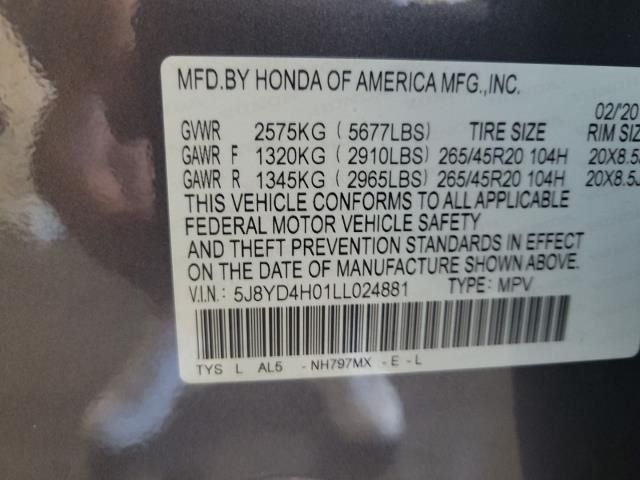 MFD.BY HONDA OF AMERICA MFG.,INC.
02/'20
GVWR 2575KG (5677LBS) TIRE SIZE RIM SIZE
GAWR F 1320KG (2910LBS) 265/45R20 104H 20X8.5J
GAWR R 1345KG (2965LBS) 265/45R20 104H 20X8.5J
THIS VEHICLE CONFORMS TO ALL APPLICABLE
FEDERAL MOTOR VEHICLE SAFETY
AND THEFT PREVENTION STANDARDS IN EFFECT
ON THE DATE OF MANUFACTURE SHOWN ABOVE.
V.I.N.: 5J8YD4H01LL024881 TYPE: MPV
TYS L AL5 - NH797MX - E - L